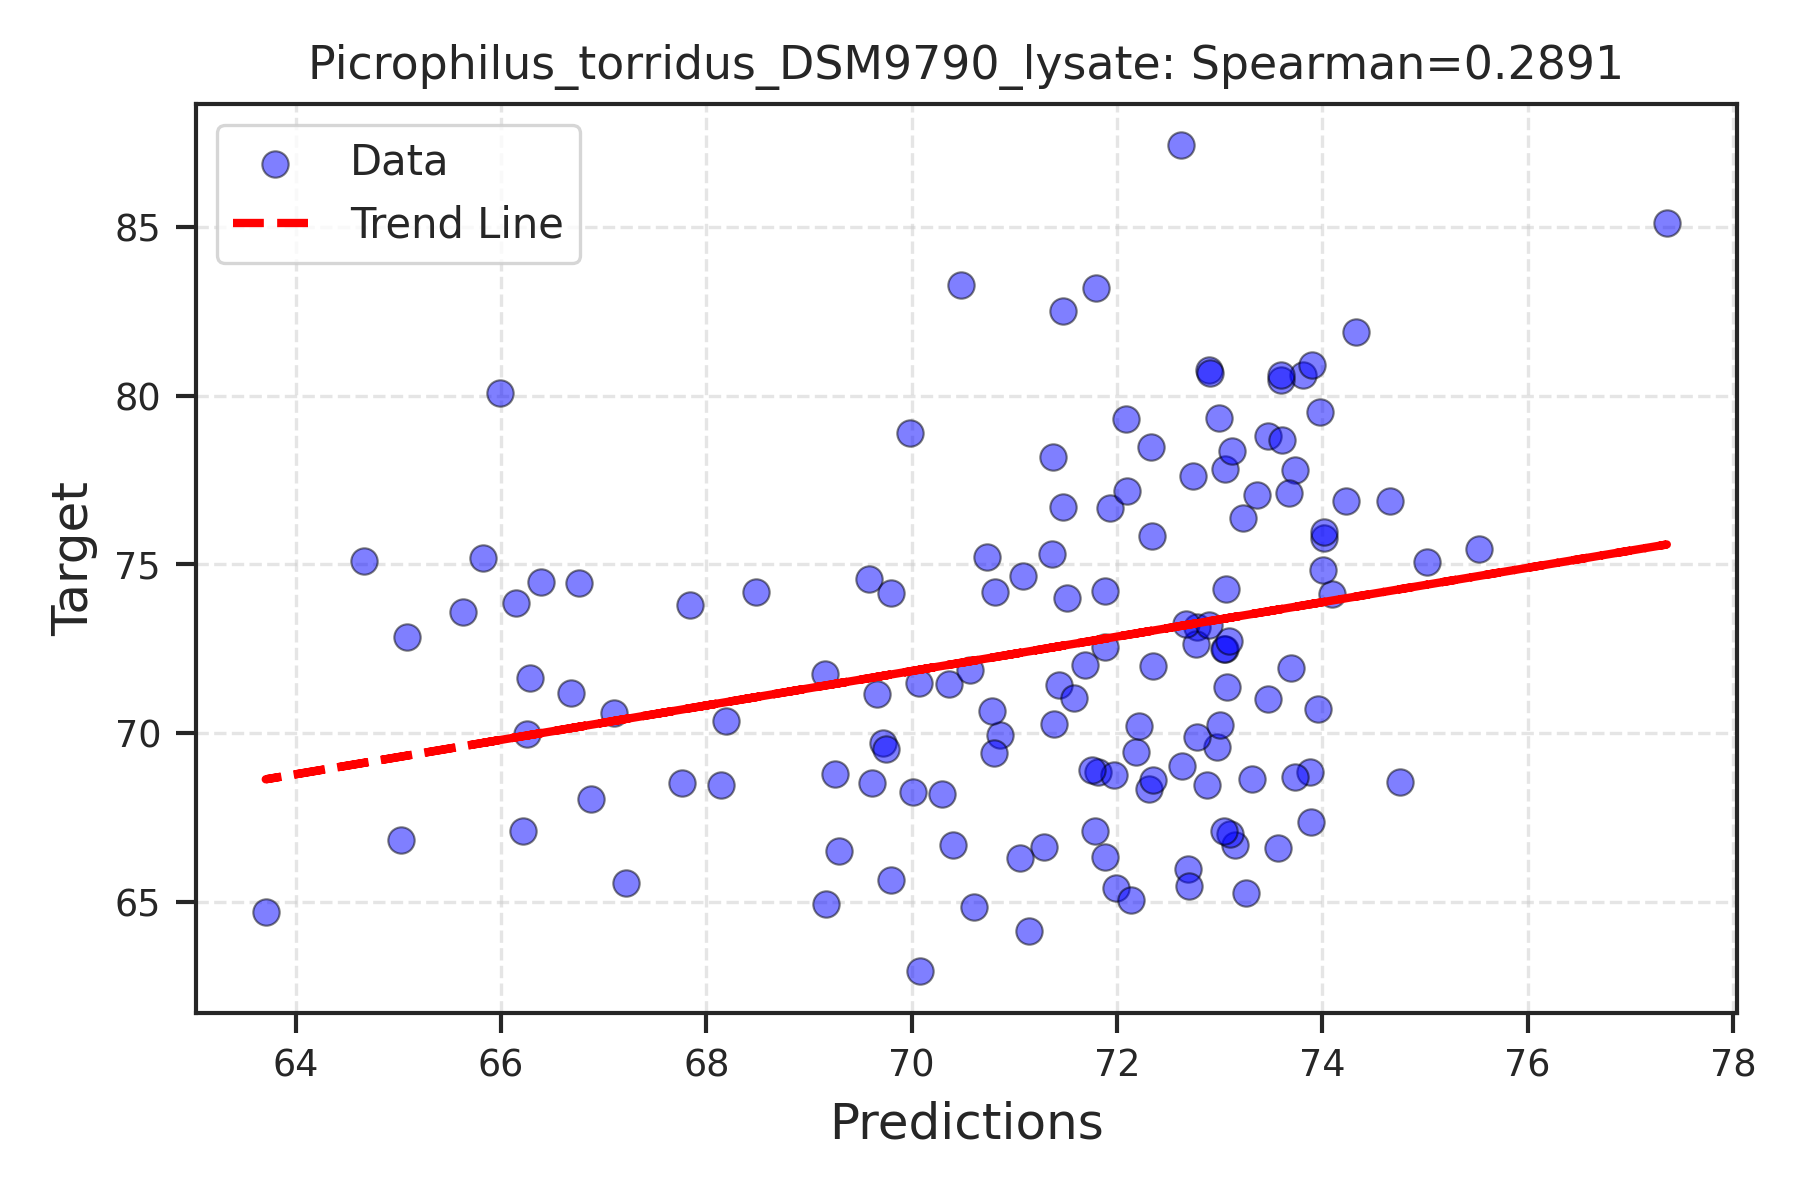 Picrophilus_torridus_DSM9790_lysate: Spearman=0.2891
Data
Trend Line
85
80
75
70
65
Target
64 66 68 70 72 74 76 78
Predictions